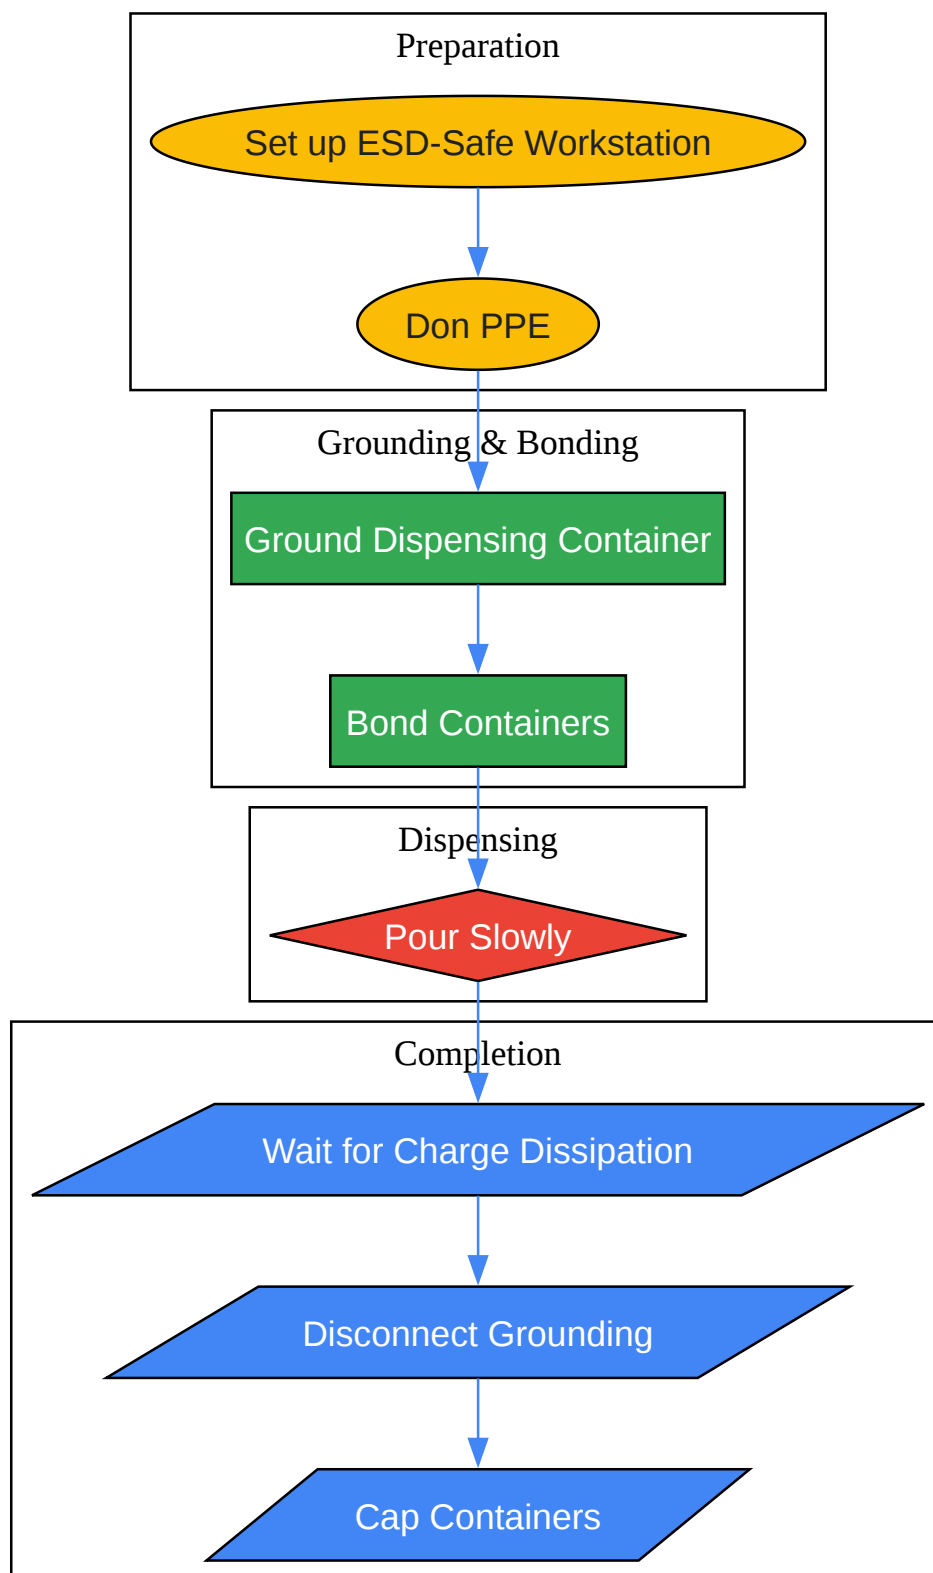 Preparation
Set up ESD-Safe Workstation
Don PPE
Grounding & Bonding
Ground Dispensing Container
Bond Containers
Dispensing
Pour Slowly
Completion
Wait for Charge Dissipation
Disconnect Grounding
Cap Containers